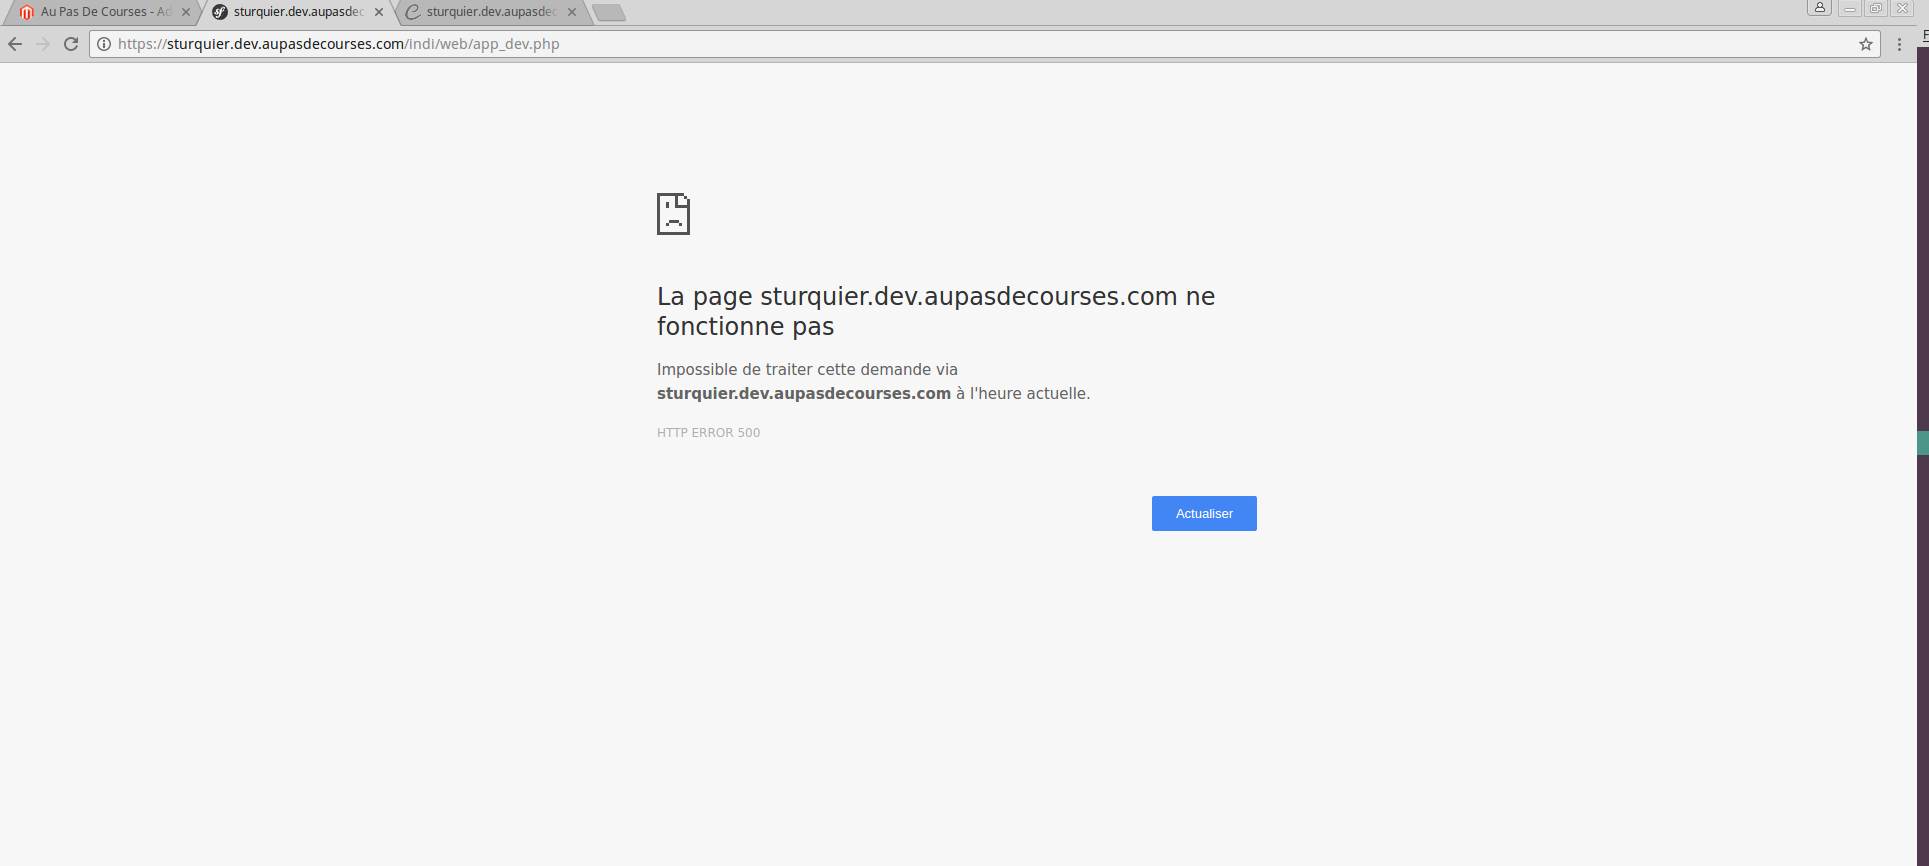 Au Pas De Courses - Ad
sturquier.dev.aupasdec
sturquier.dev.aupasdec
https://sturquier.dev.aupasdecourses.com/indi/web/app_dev.php
F
La page sturquier.dev.aupasdecourses.com ne
fonctionne pas
Impossible de traiter cette demande via
sturquier.dev.aupasdecourses.com à l'heure actuelle.
HTTP ERROR 500
Actualiser